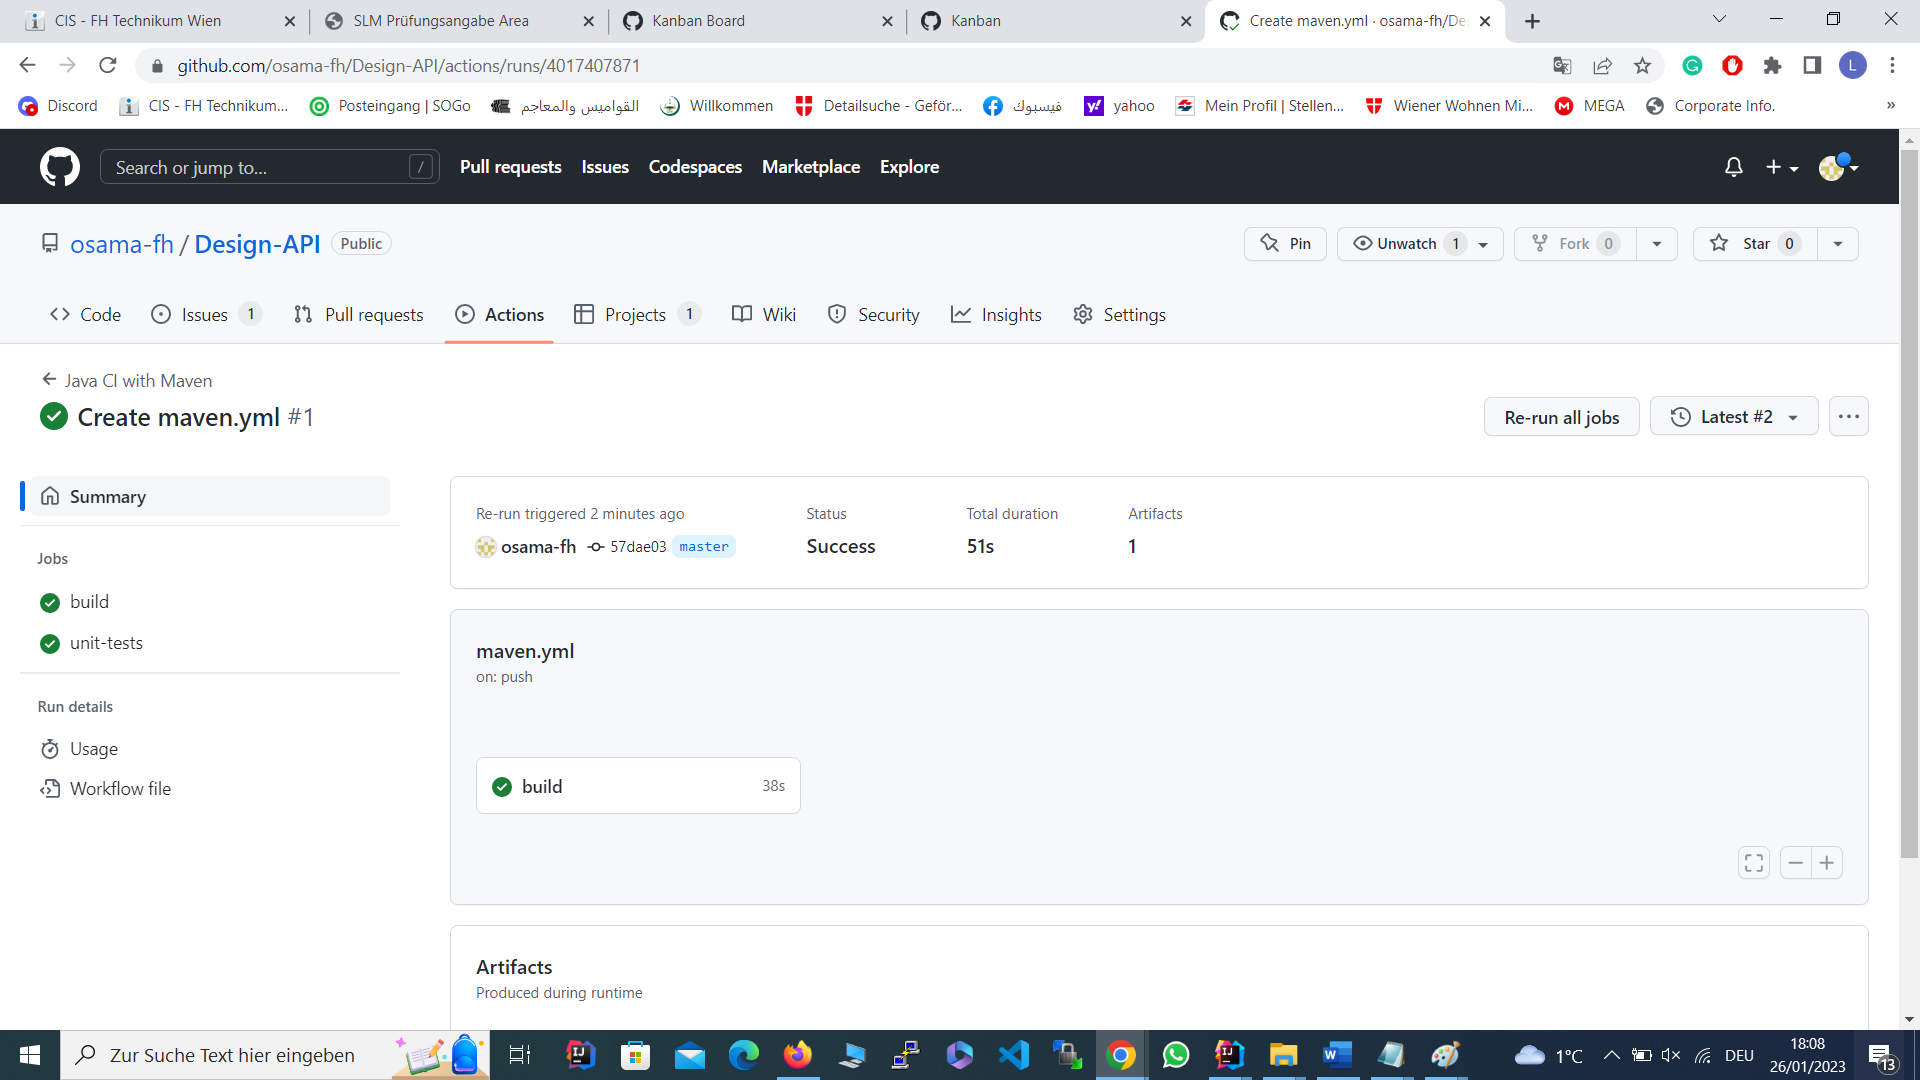 CIS - FH Technikum Wien
SLM Prüfungsangabe Area
Kanban Board
Kanban
Create maven.yml · osama-fh/Des
github.com/osama-fh/Design-API/actions/runs/4017407871
L
Discord
CIS - FH Technikum...
Posteingang | SOGo
القواميس والمعاجم
Willkommen
Detailsuche - Geför...
فيسبوك
yahoo
Mein Profil | Stellen...
Wiener Wohnen Mi...
MEGA
Corporate Info.
»
Search or jump to...
/
Pull requests
Issues
Codespaces
Marketplace
Explore
osama-fh / Design-API
Public
Pin
Unwatch 1
Fork 0
Star 0
Code
Issues 1
Pull requests
Actions
Projects 1
Wiki
Security
Insights
Settings
Java CI with Maven
Create maven.yml #1
Re-run all jobs
Latest #2
Summary
Jobs
build
unit-tests
Run details
Usage
Workflow file
Re-run triggered 2 minutes ago
osama-fh 57dae03 master
Status
Success
Total duration
51s
Artifacts
1
maven.yml
on: push
build 38s
Artifacts
Produced during runtime
Zur Suche Text hier eingeben
1°C
DEU
18:08
26/01/2023
13